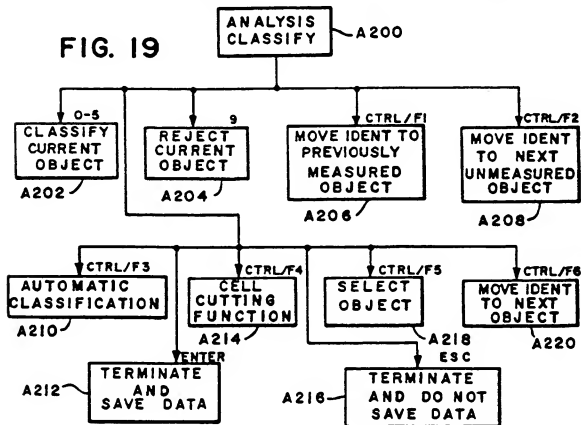 ANALYSIS
CLASSIFY
A200
FIG. 19
0-5
CLASSIFY
CURRENT
OBJECT
A202
9
REJECT
CURRENT
OBJECT
A204
CTRL/F1
MOVE IDENT TO
PREVIOUSLY
MEASURED
OBJECT
A206
CTRL/F2
MOVE IDENT
TO NEXT
UNMEASURED
OBJECT
A208
CTRL/F3
AUTOMATIC
CLASSIFICATION
A210
CTRL/F4
CELL
CUTTING
FUNCTION
A214
CTRL/F5
SELECT
OBJECT
A218
CTRL/F6
MOVE IDENT
TO NEXT
OBJECT
A220
ENTER
TERMINATE
AND
SAVE DATA
A212
ESC
TERMINATE
AND DO NOT
SAVE DATA
A216